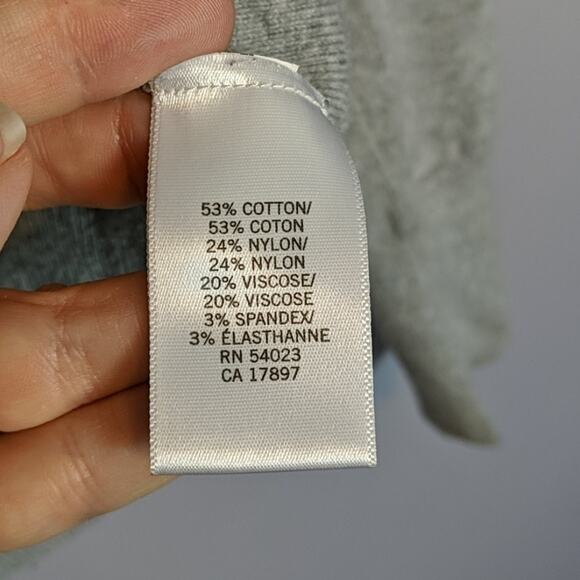 53% COTTON/
53% COTON
24% NYLON/
24% NYLON
20% VISCOSE/
20% VISCOSE
3% SPANDEX/
3% ÉLASTHANNE
RN 54023
CA 17897